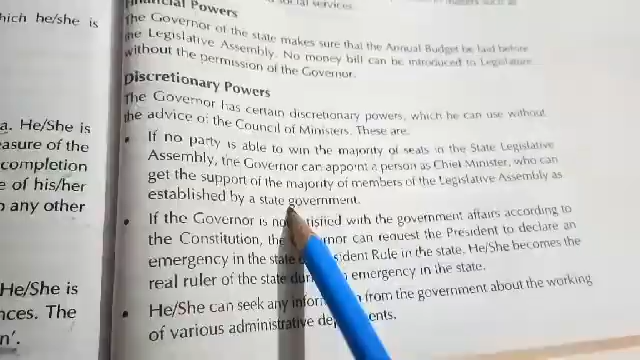 social services
Financial Powers
The Governor of the state makes sure that the Annual Budget be laid before
the Legislative Assembly. No money bill can be introduced to Legislature
without the permission of the Governor.
Discretionary Powers
The Governor has certain discretionary powers, which he can use without
the advice of the Council of Ministers. These are.
• If no party is able to win the majority of seats in the State Legislative
Assembly, the Governor can appoint a person as Chief Minister, who can
get the support of the majority of members of the Legislative Assembly as
established by a state government.
• If the Governor is not satisfied with the government affairs according to
the Constitution, the Governor can request the President to declare an
emergency in the state President Rule in the state. He/She becomes the
real ruler of the state during emergency in the state.
• He/She can seek any information from the government about the working
of various administrative departments.
hich he/she is
a. He/She is
easure of the
completion
e of his/her
o any other
He/She is
nces. The
n'.